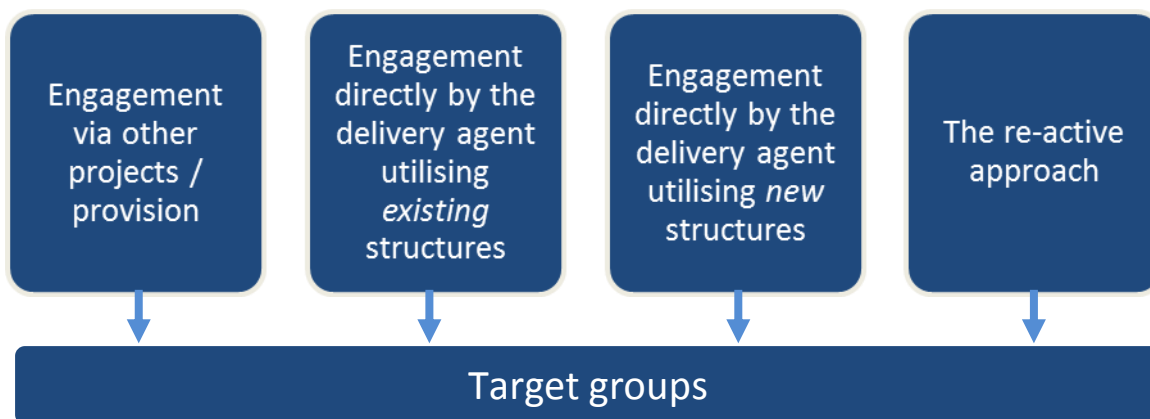 Engagement
via other
projects /
provision
Engagement
directly by the
delivery agent
utilising
existing
structures
Engagement
directly by the
delivery agent
utilising new
structures
The re-active
approach
Target groups